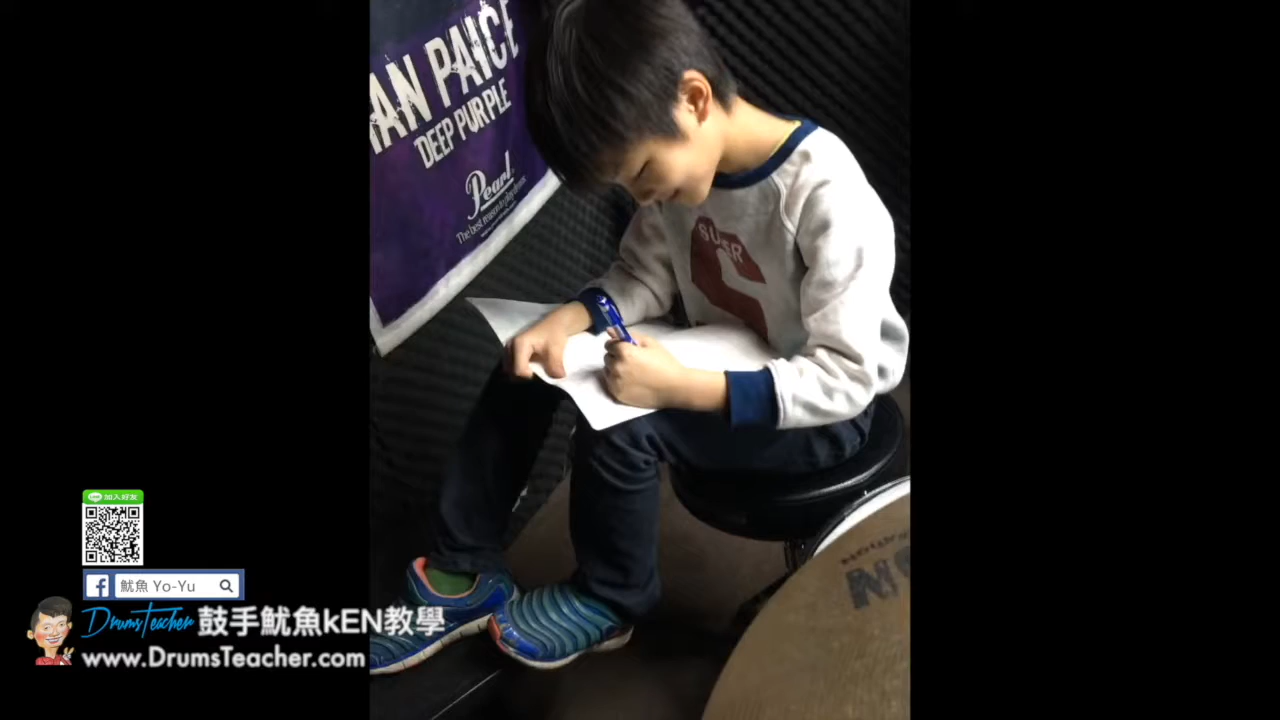 AN PAICE
DEEP PURPLE
Pearl
The best reason to play drums
SUPER
加入好友
魷魚 Yo-Yu
DrumsTeacher 鼓手魷魚kEN教學
www.DrumsTeacher.com